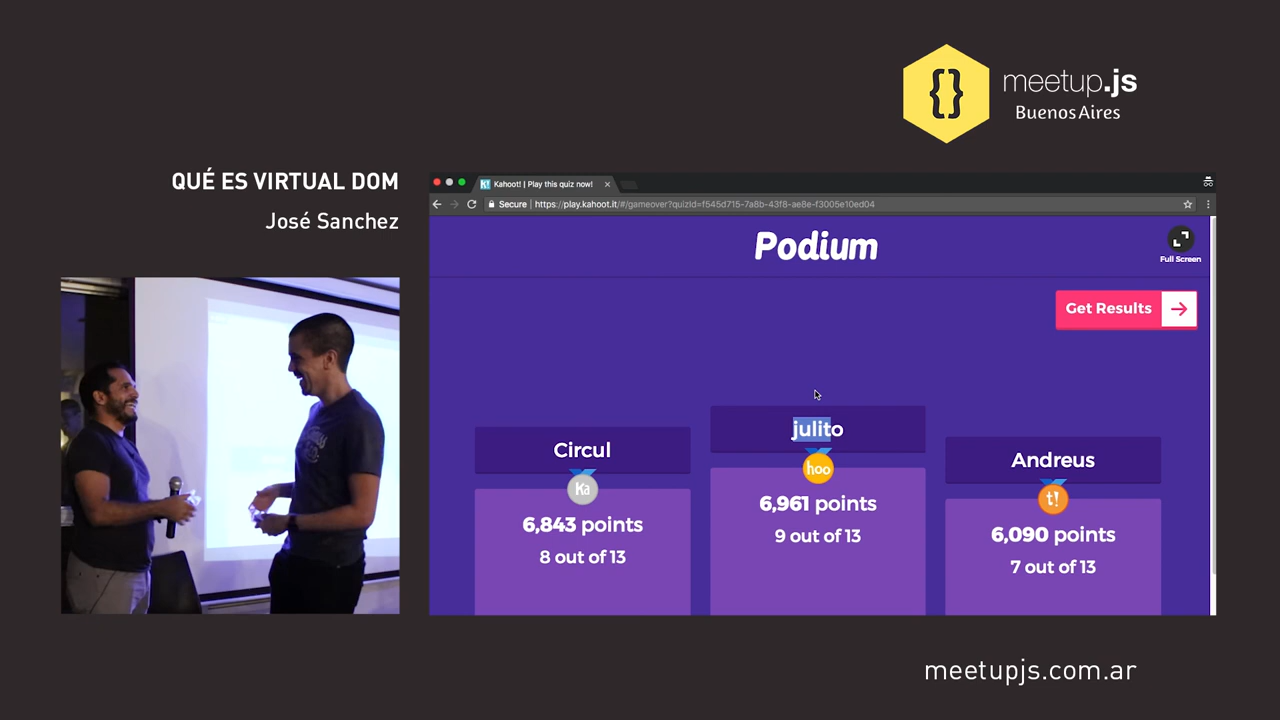 {}
meetup.js
Buenos Aires
QUÉ ES VIRTUAL DOM
José Sanchez
K! Kahoot! | Play this quiz now!
Secure | https://play.kahoot.it/#/gameover?quizId=f545d715-7a8b-43f8-ae8e-f3005e10ed04
Podium
Full Screen
Get Results
Circul
Ka
6,843 points
8 out of 13
julito
hoo
6,961 points
9 out of 13
Andreus
t!
6,090 points
7 out of 13
meetupjs.com.ar